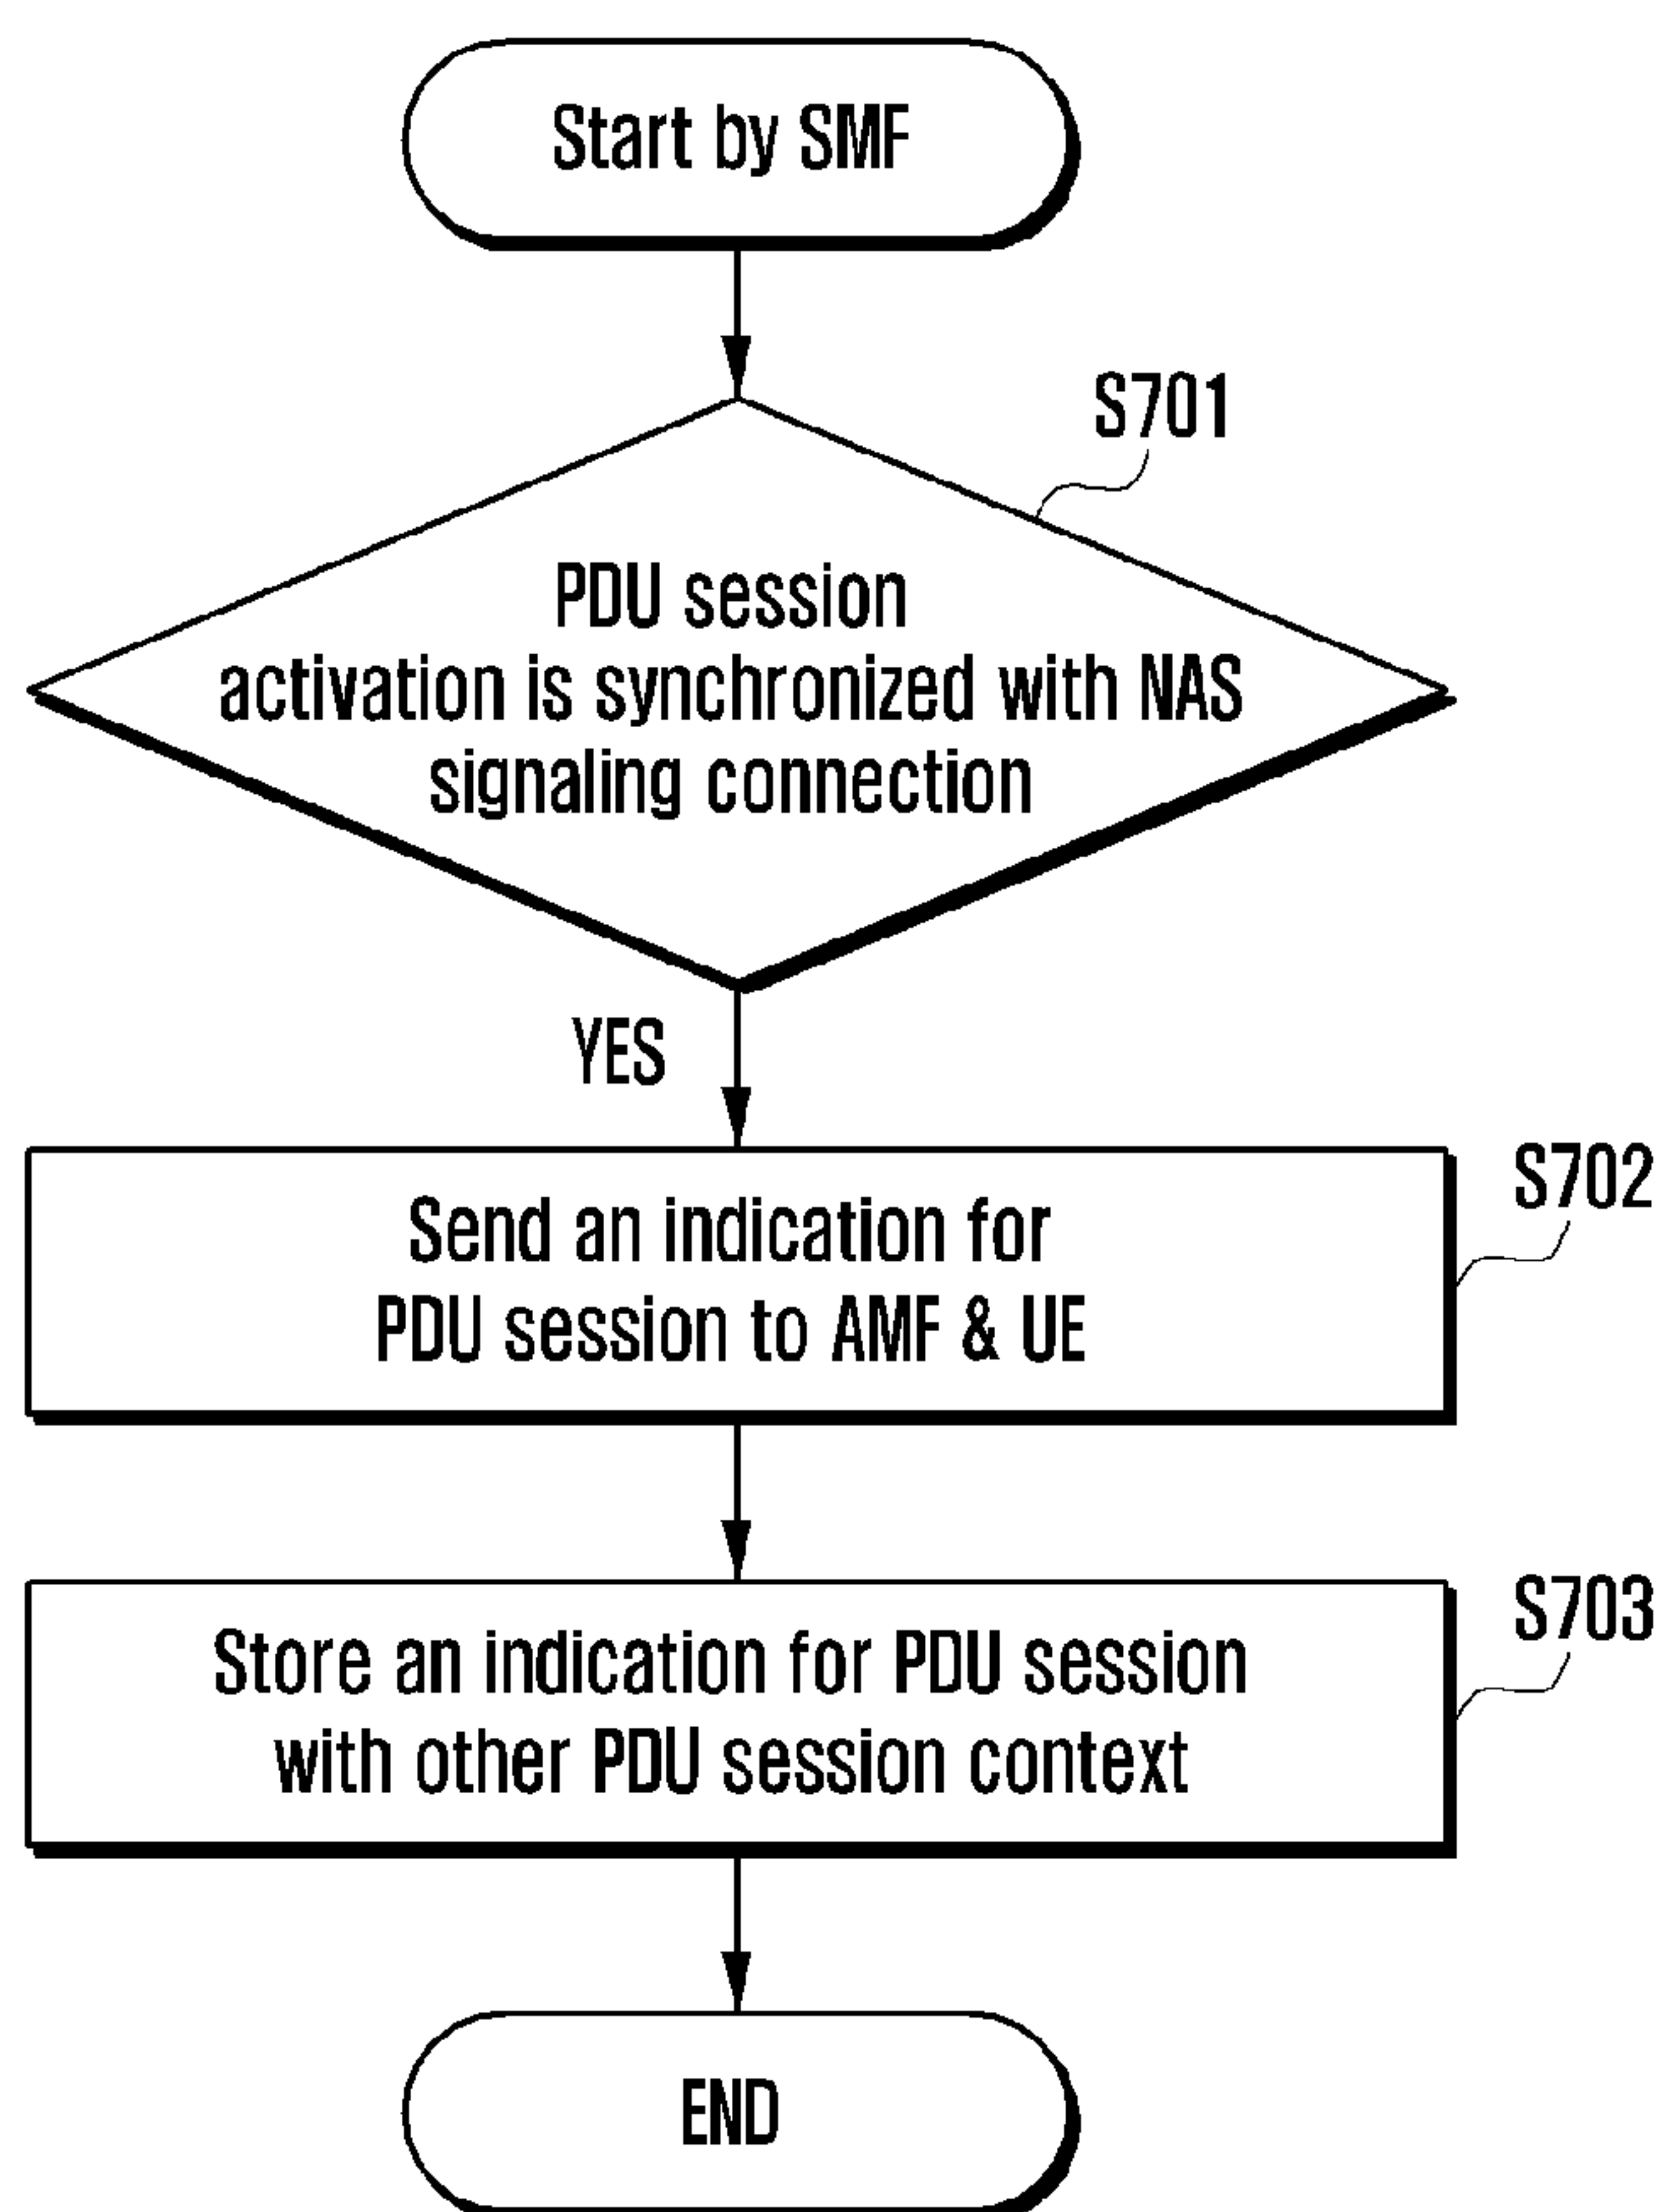 Start by SMF
S701
PDU session
activation is synchronized with NAS
signaling connection
YES
S702
Send an indication for
PDU session to AMF & UE
S703
Store an indication for PDU session
with other PDU session context
END